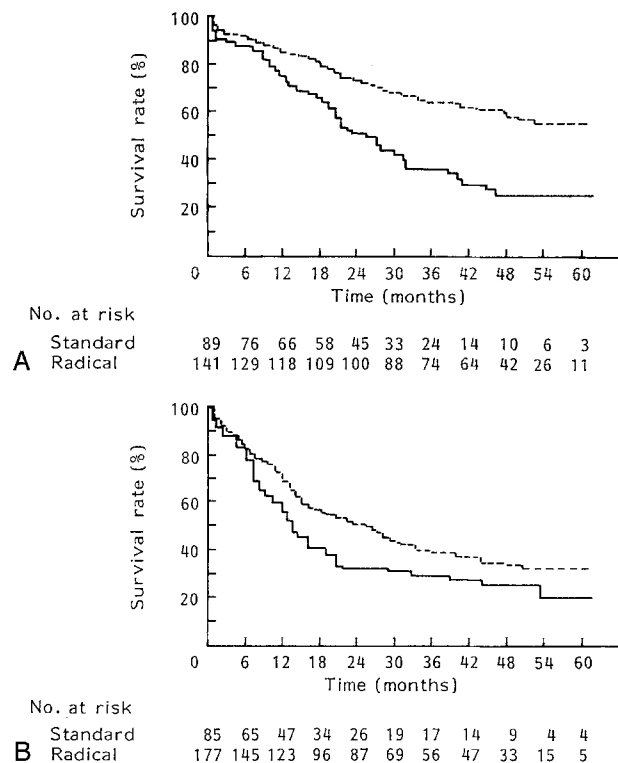 100
80
60
40
20
Survival rate (%)
0 6 12 18 24 30 36 42 48 54 60
Time (months)
No. at risk
Standard 89 76 66 58 45 33 24 14 10 6 3
A Radical 141 129 118 109 100 88 74 64 42 26 11
100
80
60
40
20
Survival rate (%)
0 6 12 18 24 30 36 42 48 54 60
Time (months)
No. at risk
Standard 85 65 47 34 26 19 17 14 9 4 4
B Radical 177 145 123 96 87 69 56 47 33 15 5